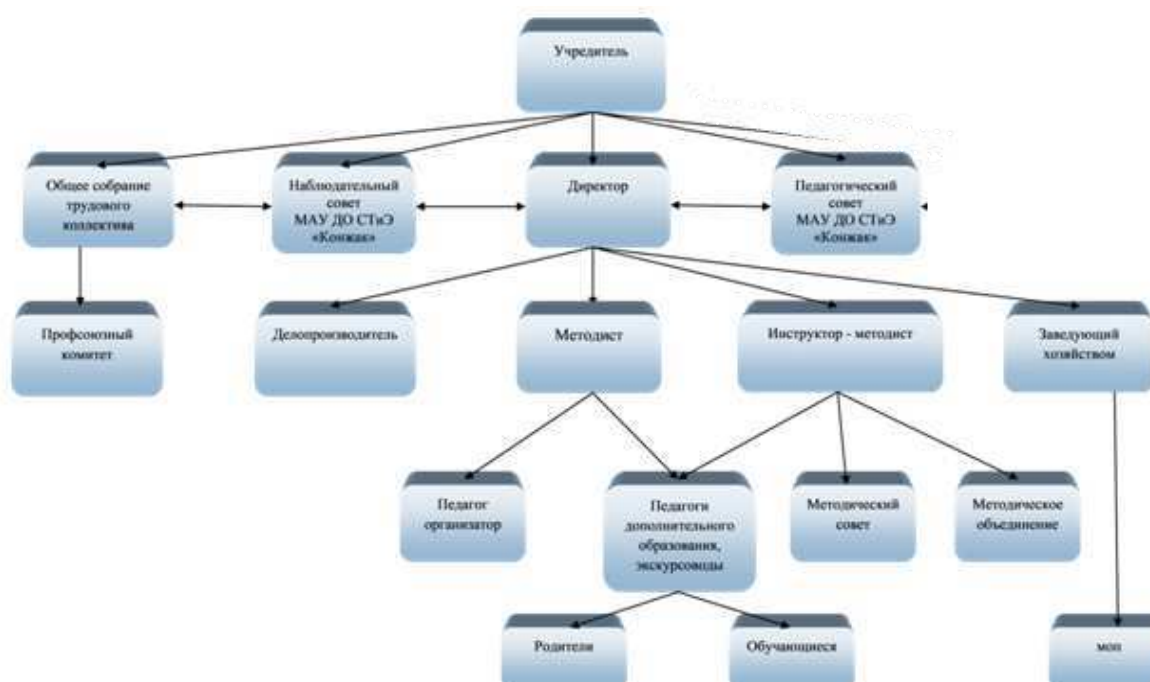 Учредитель
Общее собрание
трудового
коллектива
Наблюдательный
совет
МАУ ДО СТиЭ
«Конжак»
Директор
Педагогический
совет
МАУ ДО СТиЭ
«Конжак»
Профсоюзный
комитет
Делопроизводитель
Методист
Инструктор - методист
Заведующий
хозяйством
Педагог
организатор
Педагоги
дополнительного
образования,
экскурсоводы
Методический
совет
Методическое
объединение
Родители
Обучающиеся
моп